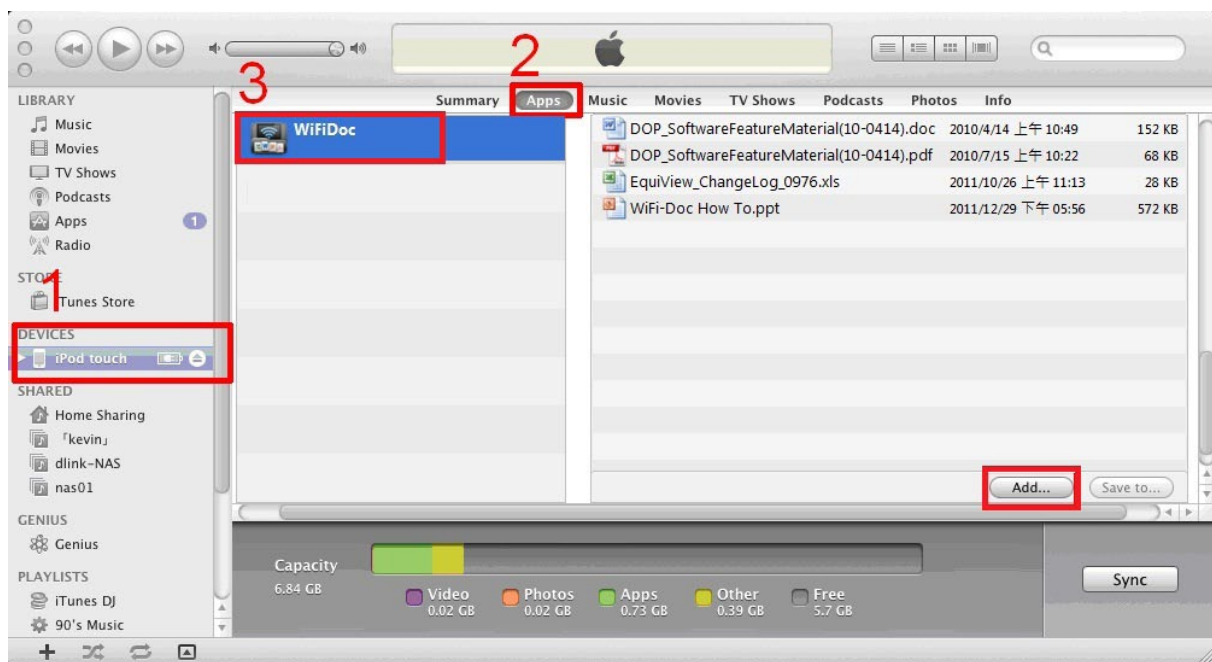 2
3
LIBRARY
Music
Movies
TV Shows
Podcasts
Apps 1
Radio
STORE
iTunes Store
1
DEVICES
iPod touch
SHARED
Home Sharing
「kevin」
dlink-NAS
nas01
GENIUS
Genius
PLAYLISTS
iTunes DJ
90's Music
Summary Apps Music Movies TV Shows Podcasts Photos Info
WiFiDoc
DOP_SoftwareFeatureMaterial(10-0414).doc 2010/4/14 上午 10:49 152 KB
DOP_SoftwareFeatureMaterial(10-0414).pdf 2010/7/15 上午 10:22 68 KB
EquiView_ChangeLog_0976.xls 2011/10/26 上午 11:13 28 KB
WiFi-Doc How To.ppt 2011/12/29 下午 05:56 572 KB
Add... Save to...
Capacity
6.84 GB
Video Photos Apps Other Free
0.02 GB 0.02 GB 0.73 GB 0.39 GB 5.7 GB
Sync